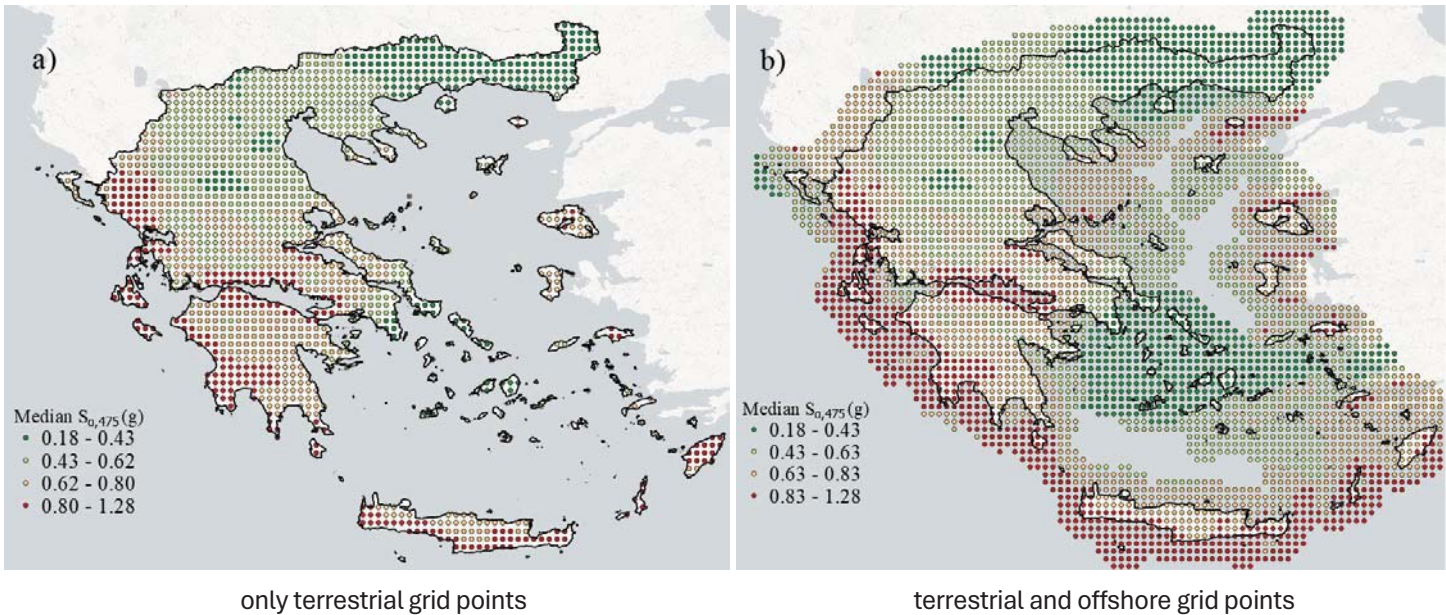 a)
Median Sα,475(g)
0.18 - 0.43
0.43 - 0.62
0.62 - 0.80
0.80 - 1.28
only terrestrial grid points
b)
Median Sα,475(g)
0.18 - 0.43
0.43 - 0.63
0.63 - 0.83
0.83 - 1.28
terrestrial and offshore grid points